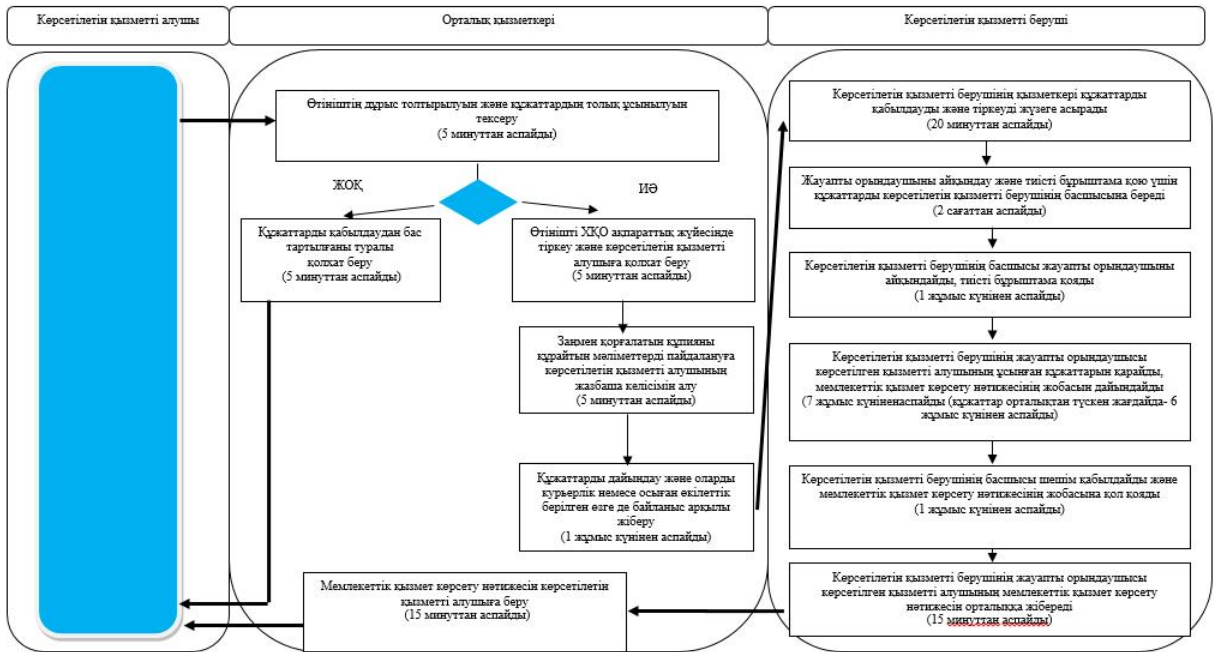 Көрсетілетін қызметті алушы
Орталық қызметкері
Көрсетілетін қызметті беруші
Өтініштің дұрыс толтырылуын және құжаттардың толық ұсынылуын
тексеру
(5 минуттан аспайды)
ЖОҚ
ИӘ
Құжаттарды қабылдаудан бас
тартылғаны туралы
қолхат беру
(5 минуттан аспайды)
Өтінішті ХҚО ақпараттық жүйесінде
тіркеу және көрсетілетін қызметті
алушыға қолхат беру
(5 минуттан аспайды)
Заңмен қорғалатын құпияны
құрайтын мәліметтерді пайдалануға
көрсетілетін қызметті алушының
жазбаша келісімін алу
(5 минуттан аспайды)
Құжаттарды дайындау және оларды
курьерлік немесе осыған өкілеттік
берілген өзге де байланыс арқылы
жіберу
(1 жұмыс күнінен аспайды)
Мемлекеттік қызмет көрсету нәтижесін көрсетілетін
қызметті алушыға беру
(15 минуттан аспайды)
Көрсетілетін қызметті берушінің қызметкері құжаттарды
қабылдауды және тіркеуді жүзеге асырады
(20 минуттан аспайды)
Жауапты орындаушыны айқындау және тиісті бұрыштама қою үшін
құжаттарды көрсетілетін қызметті берушінің басшысына береді
(2 сағаттан аспайды)
Көрсетілетін қызметті берушінің басшысы жауапты орындаушыны
айқындайды, тиісті бұрыштама қояды
(1 жұмыс күнінен аспайды)
Көрсетілетін қызметті берушінің жауапты орындаушысы
көрсетілген қызметті алушының ұсынған құжаттарын қарайды,
мемлекеттік қызмет көрсету нәтижесінің жобасын дайындайды
(7 жұмыс күніненаспайды (құжаттар орталықтан түскен жағдайда- 6
жұмыс күнінен аспайды)
Көрсетілетін қызметті берушінің басшысы шешім қабылдайды және
мемлекеттік қызмет көрсету нәтижесінің жобасына қол қояды
(1 жұмыс күнінен аспайды)
Көрсетілетін қызметті берушінің жауапты орындаушысы
көрсетілген қызметті алушының мемлекеттік қызмет көрсету
нәтижесін орталыққа жібереді
(15 минуттан аспайды)